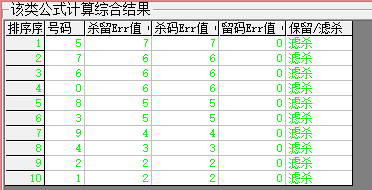 该类公式计算综合结果
排序序 号码 杀留Err值 杀码Err值 留码Err值 保留/滤杀
1 5 7 7 0 滤杀
2 7 6 6 0 滤杀
3 6 6 6 0 滤杀
4 0 6 6 0 滤杀
5 8 5 5 0 滤杀
6 3 5 5 0 滤杀
7 9 4 4 0 滤杀
8 4 3 3 0 滤杀
9 2 2 2 0 滤杀
10 1 2 2 0 滤杀